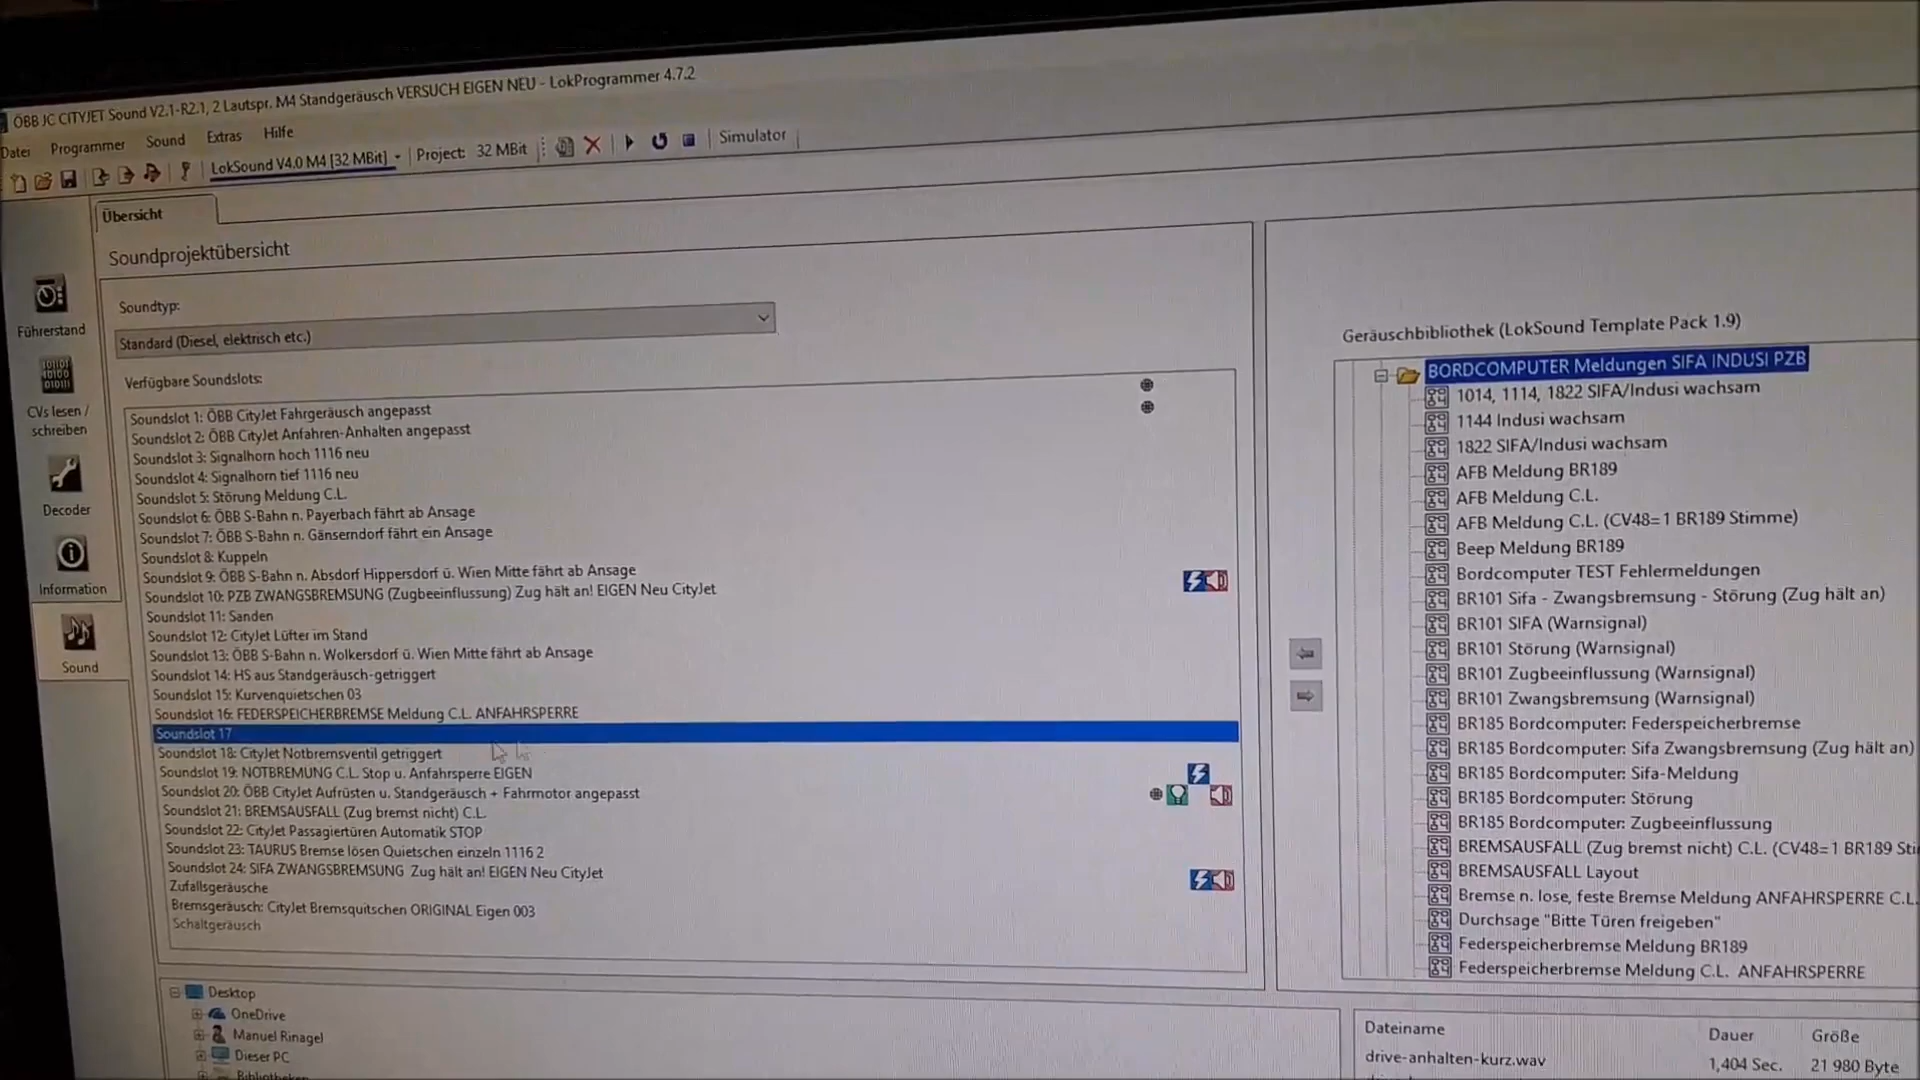 ÖBB JC CITYJET Sound V2.1-R2.1, 2 Lautspr. M4 Standgeräusch VERSUCH EIGEN NEU - LokProgrammer 4.7.2
Datei Programmer Sound Extras Hilfe
LokSound V4.0 M4 [32 MBit] Project: 32 MBit Simulator
Übersicht
Soundprojektübersicht
Soundtyp:
Standard (Diesel, elektrisch etc.)
Verfügbare Soundslots:
Soundslot 1: ÖBB CityJet Fahrgeräusch angepasst
Soundslot 2: ÖBB CityJet Anfahren-Anhalten angepasst
Soundslot 3: Signalhorn hoch 1116 neu
Soundslot 4: Signalhorn tief 1116 neu
Soundslot 5: Störung Meldung C.L.
Soundslot 6: ÖBB S-Bahn n. Payerbach fährt ab Ansage
Soundslot 7: ÖBB S-Bahn n. Gänserndorf fährt ein Ansage
Soundslot 8: Kuppeln
Soundslot 9: ÖBB S-Bahn n. Absdorf Hippersdorf ü. Wien Mitte fährt ab Ansage
Soundslot 10: PZB ZWANGSBREMSUNG (Zugbeeinflussung) Zug hält an! EIGEN Neu CityJet
Soundslot 11: Sanden
Soundslot 12: CityJet Lüfter im Stand
Soundslot 13: ÖBB S-Bahn n. Wolkersdorf ü. Wien Mitte fährt ab Ansage
Soundslot 14: HS aus Standgeräusch-getriggert
Soundslot 15: Kurvenquietschen 03
Soundslot 16: FEDERSPEICHERBREMSE Meldung C.L. ANFAHRSPERRE
Soundslot 17
Soundslot 18: CityJet Notbremsventil getriggert
Soundslot 19: NOTBREMUNG C.L. Stop u. Anfahrsperre EIGEN
Soundslot 20: ÖBB CityJet Aufrüsten u. Standgeräusch + Fahrmotor angepasst
Soundslot 21: BREMSAUSFALL (Zug bremst nicht) C.L.
Soundslot 22: CityJet Passagiertüren Automatik STOP
Soundslot 23: TAURUS Bremse lösen Quietschen einzeln 1116 2
Soundslot 24: SIFA ZWANGSBREMSUNG Zug hält an! EIGEN Neu CityJet
Zufallsgeräusche
Bremsgeräusch: CityJet Bremsquitschen ORIGINAL Eigen 003
Schaltgeräusch
Führerstand
CVs lesen /
schreiben
Decoder
Information
Sound
Desktop
OneDrive
Manuel Rinagel
Dieser PC
Bibliotheken
Geräuschbibliothek (LokSound Template Pack 1.9)
BORDCOMPUTER Meldungen SIFA INDUSI PZB
1014, 1114, 1822 SIFA/Indusi wachsam
1144 Indusi wachsam
1822 SIFA/Indusi wachsam
AFB Meldung BR189
AFB Meldung C.L.
AFB Meldung C.L. (CV48=1 BR189 Stimme)
Beep Meldung BR189
Bordcomputer TEST Fehlermeldungen
BR101 Sifa - Zwangsbremsung - Störung (Zug hält an)
BR101 SIFA (Warnsignal)
BR101 Störung (Warnsignal)
BR101 Zugbeeinflussung (Warnsignal)
BR101 Zwangsbremsung (Warnsignal)
BR185 Bordcomputer: Federspeicherbremse
BR185 Bordcomputer: Sifa Zwangsbremsung (Zug hält an)
BR185 Bordcomputer: Sifa-Meldung
BR185 Bordcomputer: Störung
BR185 Bordcomputer: Zugbeeinflussung
BREMSAUSFALL (Zug bremst nicht) C.L. (CV48=1 BR189 Sti
BREMSAUSFALL Layout
Bremse n. lose, feste Bremse Meldung ANFAHRSPERRE C.L.
Durchsage "Bitte Türen freigeben"
Federspeicherbremse Meldung BR189
Federspeicherbremse Meldung C.L. ANFAHRSPERRE
Dateiname Dauer Größe
drive-anhalten-kurz.wav 1,404 Sec. 21 980 Byte